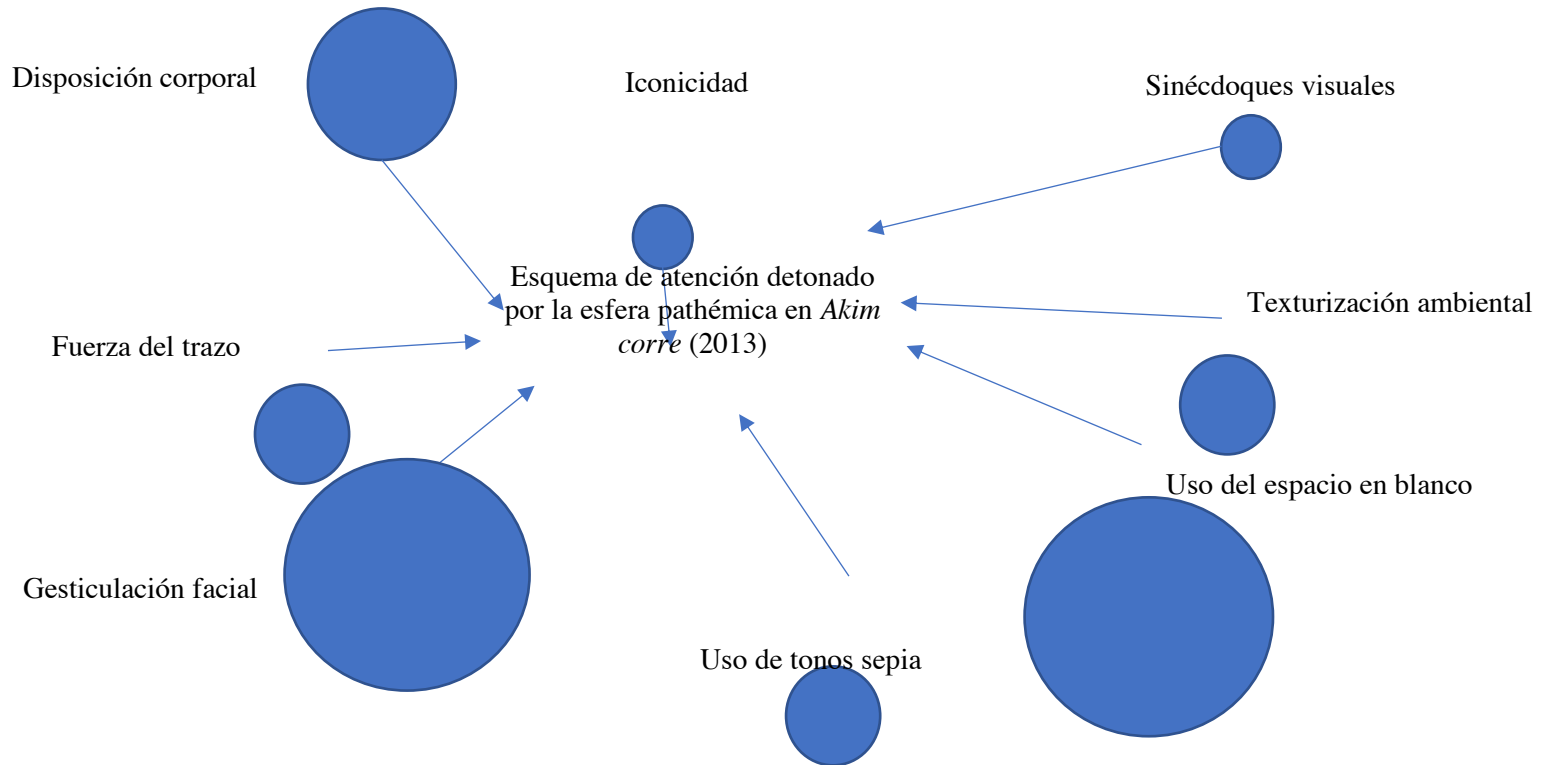 Disposición corporal
Iconicidad
Sinécdoques visuales
Esquema de atención detonado
por la esfera pathémica en Akim
corre (2013)
Texturización ambiental
Fuerza del trazo
Uso del espacio en blanco
Gesticulación facial
Uso de tonos sepia